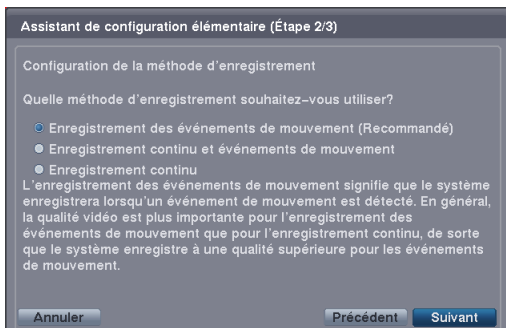 Assistant de configuration élémentaire (Étape 2/3)
Configuration de la méthode d'enregistrement
Quelle méthode d'enregistrement souhaitez-vous utiliser?
Enregistrement des événements de mouvement (Recommandé)
Enregistrement continu et événements de mouvement
Enregistrement continu
L'enregistrement des événements de mouvement signifie que le système
enregistrera lorsqu'un événement de mouvement est détecté. En général,
la qualité vidéo est plus importante pour l'enregistrement des
événements de mouvement que pour l'enregistrement continu, de sorte
que le système enregistre à une qualité supérieure pour les événements
de mouvement.
Annuler Précédent Suivant